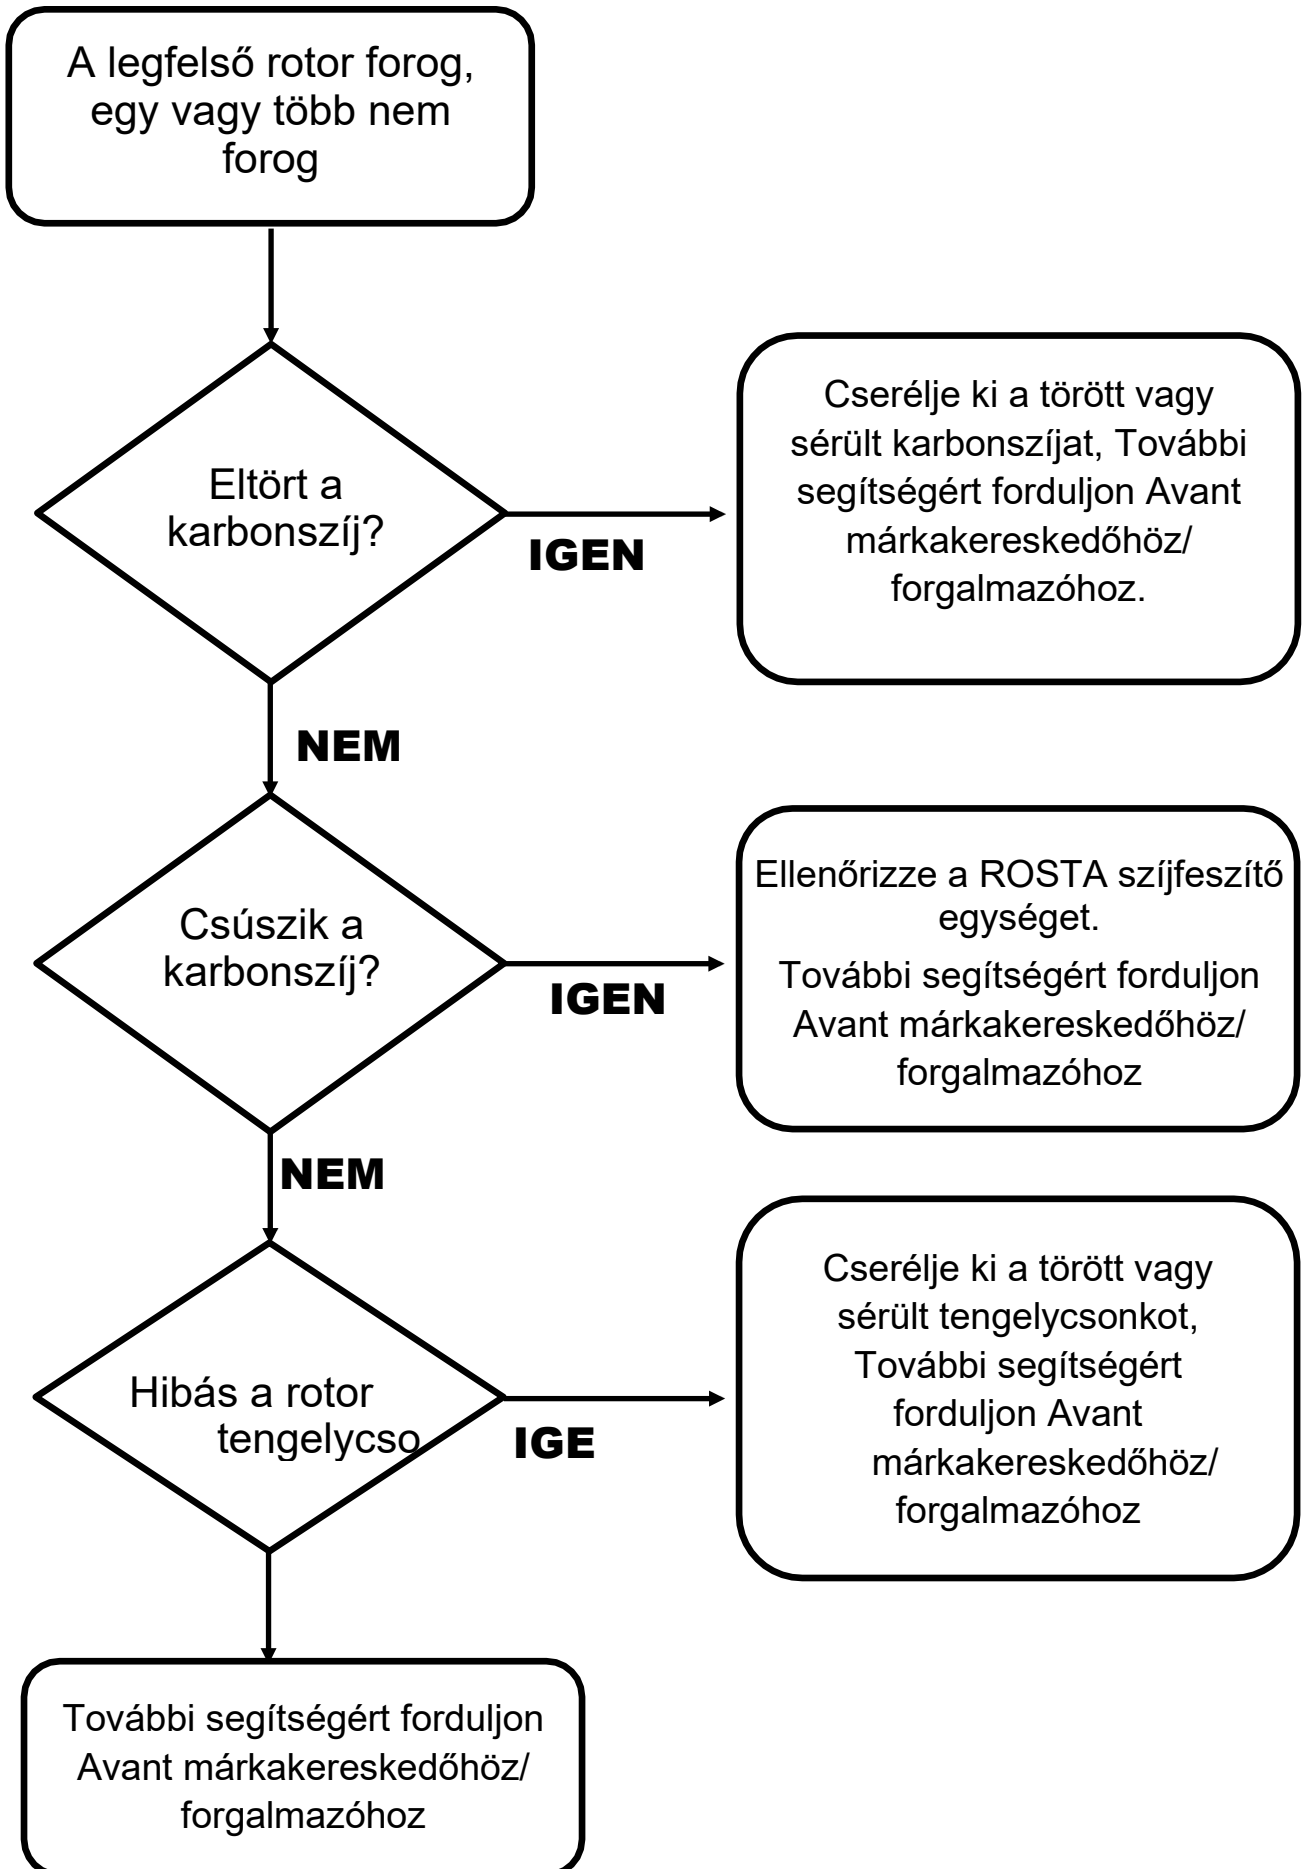 A legfelső rotor forog,
egy vagy több nem
forog
Eltört a
karbonszíj?
IGEN
Cserélje ki a törött vagy
sérült karbonszíjat, További
segítségért forduljon Avant
márkakereskedőhöz/
forgalmazóhoz.
NEM
Csúszik a
karbonszíj?
IGEN
Ellenőrizze a ROSTA szíjfeszítő
egységet.
További segítségért forduljon
Avant márkakereskedőhöz/
forgalmazóhoz
NEM
Hibás a rotor
tengelycso
IGE
Cserélje ki a törött vagy
sérült tengelycsonkot,
További segítségért
forduljon Avant
márkakereskedőhöz/
forgalmazóhoz
További segítségért forduljon
Avant márkakereskedőhöz/
forgalmazóhoz